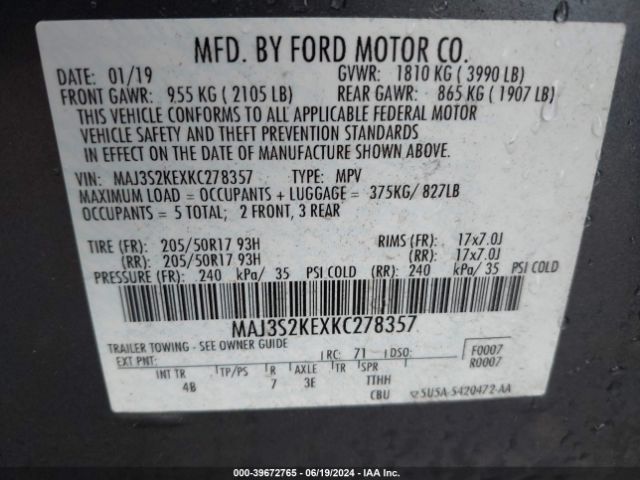 MFD. BY FORD MOTOR CO.
DATE: 01/19 GVWR: 1810 KG ( 3990 LB)
FRONT GAWR: 9.55 KG ( 2105 LB) REAR GAWR: 865 KG ( 1907 LB)
THIS VEHICLE CONFORMS TO ALL APPLICABLE FEDERAL MOTOR
VEHICLE SAFETY AND THEFT PREVENTION STANDARDS
IN EFFECT ON THE DATE OF MANUFACTURE SHOWN ABOVE.
VIN: MAJ3S2KEXKC278357 TYPE: MPV
MAXIMUM LOAD = OCCUPANTS + LUGGAGE = 375KG/ 827LB
OCCUPANTS = 5 TOTAL; 2 FRONT, 3 REAR
TIRE (FR): 205/50R17 93H RIMS (FR): 17x7.0J
(RR): 205/50R17 93H (RR): 17x7.0J
PRESSURE (FR): 240 kPa/ 35 PSI COLD (RR): 240 kPa/ 35 PSI COLD
MAJ3S2KEXKC278357
TRAILER TOWING - SEE OWNER GUIDE
EXT PNT: RC: 71 DSO: F0007
R0007
INT TR TP/PS R AXLE TR SPR
4B 7 3E TTHH
CBU 5U5A-5420472-AA
000-39672765 - 06/19/2024 - IAA Inc.